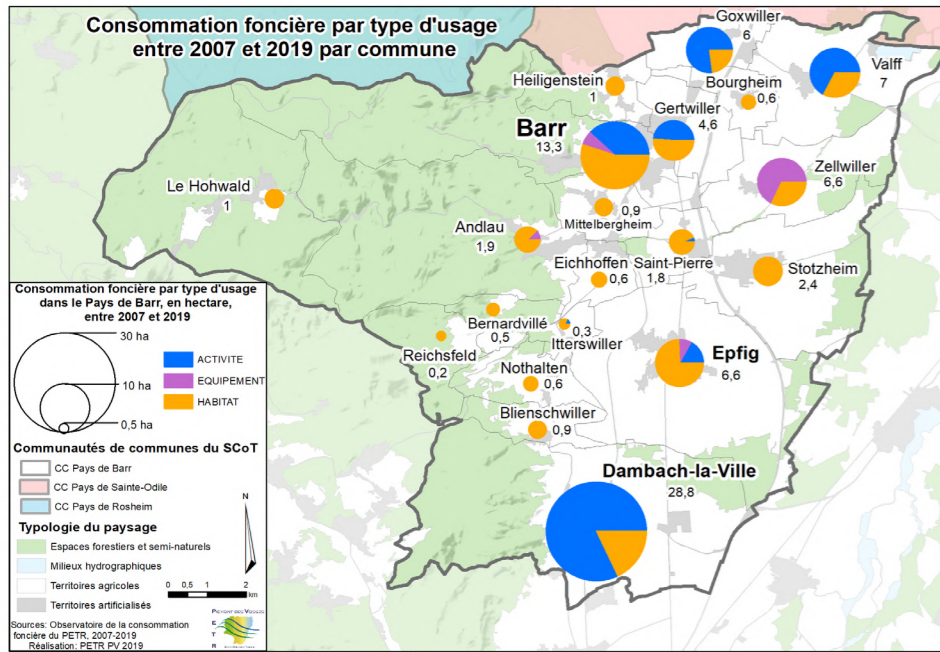 Consommation foncière par type d'usage
entre 2007 et 2019 par commune
Goxwiller
6
Valff
7
Heiligenstein
1
Bourgheim
0,6
Gertwiller
4,6
Barr
13,3
Zellwiller
6,6
Le Hohwald
1
0,9
Mittelbergheim
Andlau
1,9
Eichhoffen
0,6
Saint-Pierre
1,8
Stotzheim
2,4
Bernardvillé
0,5
0,3
Itterswiller
Reichsfeld
0,2
Epfig
6,6
Nothalten
0,6
Blienschwiller
0,9
Dambach-la-Ville
28,8
Consommation foncière par type d'usage
dans le Pays de Barr, en hectare,
entre 2007 et 2019
30 ha
10 ha
0,5 ha
ACTIVITE
EQUIPEMENT
HABITAT
Communautés de communes du SCoT
CC Pays de Barr
CC Pays de Sainte-Odile
CC Pays de Rosheim
Typologie du paysage
Espaces forestiers et semi-naturels
Milieux hydrographiques
Territoires agricoles
Territoires artificialisés
N
0 0,5 1 2
km
Sources: Observatoire de la consommation
foncière du PETR, 2007-2019
Réalisation: PETR PV 2019
PIÉMONT DES VOSGES
P
E
T
R